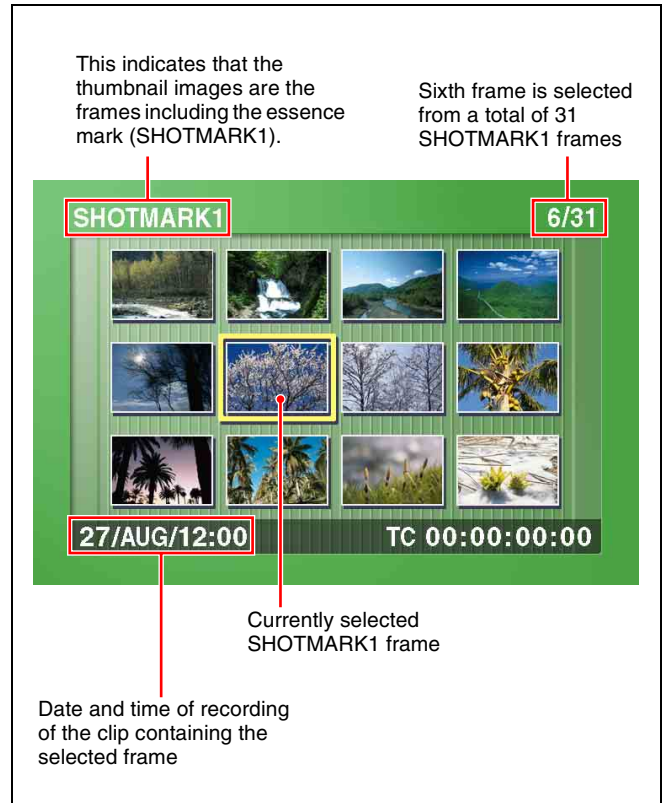 This indicates that the
thumbnail images are the
frames including the essence
mark (SHOTMARK1).
Sixth frame is selected
from a total of 31
SHOTMARK1 frames
SHOTMARK1
6/31
27/AUG/12:00
TC 00:00:00:00
Currently selected
SHOTMARK1 frame
Date and time of recording
of the clip containing the
selected frame